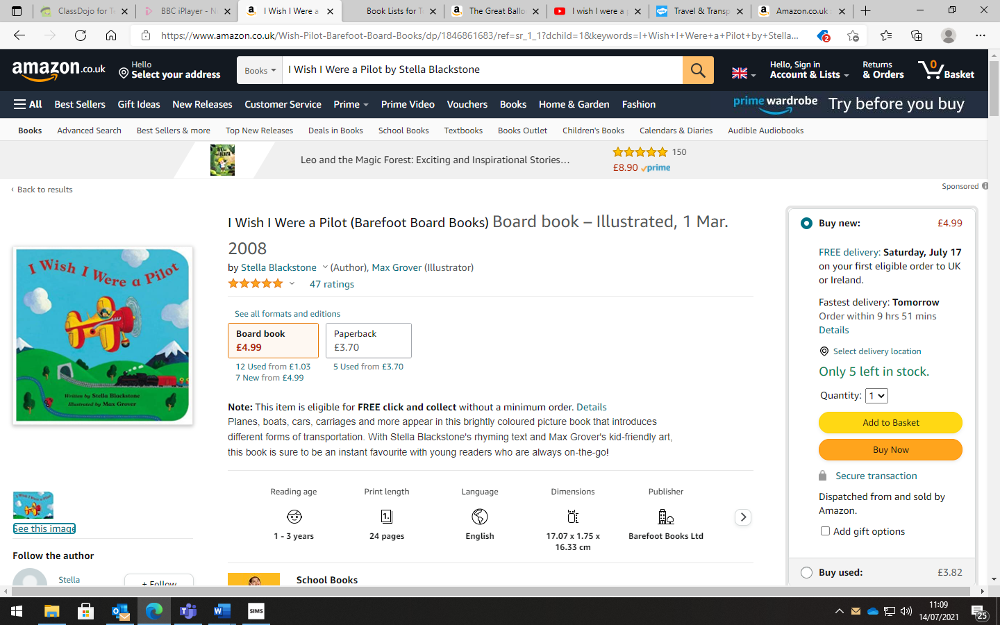 ClassDojo for T
BBC iPlayer - N
I Wish I Were a
Book Lists for T
The Great Ballo
I wish I were a p
Travel & Transp
Amazon.co.uk :
https://www.amazon.co.uk/Wish-Pilot-Barefoot-Board-Books/dp/1846861683/ref=sr_1_1?dchild=1&keywords=I+Wish+I+Were+a+Pilot+by+Stella...
2
amazon.co.uk
Hello
Select your address
Books
I Wish I Were a Pilot by Stella Blackstone
Hello, Sign in
Account & Lists
Returns
& Orders
0
Basket
All Best Sellers Gift Ideas New Releases Customer Service Prime Prime Video Vouchers Books Home & Garden Fashion
prime wardrobe Try before you buy
Books Advanced Search Best Sellers & more Top New Releases Deals in Books School Books Textbooks Books Outlet Children's Books Calendars & Diaries Audible Audiobooks
Leo and the Magic Forest: Exciting and Inspirational Stories…
150
£8.90 prime
‹ Back to results
Sponsored
I Wish I Were a Pilot (Barefoot Board Books) Board book – Illustrated, 1 Mar.
2008
by Stella Blackstone (Author), Max Grover (Illustrator)
47 ratings
See all formats and editions
Board book
£4.99
Paperback
£3.70
12 Used from £1.03
7 New from £4.99
5 Used from £3.70
Note: This item is eligible for FREE click and collect without a minimum order. Details
Planes, boats, cars, carriages and more appear in this brightly coloured picture book that introduces
different forms of transportation. With Stella Blackstone's rhyming text and Max Grover's kid-friendly art,
this book is sure to be an instant favourite with young readers who are always on-the-go!
Reading age
1 - 3 years
Print length
1.
24 pages
Language
English
Dimensions
17.07 x 1.75 x
16.33 cm
Publisher
Barefoot Books Ltd
School Books
I Wish I Were a Pilot
Written by Stella Blackstone
Illustrated by Max Grover
I Wish I Were a Pilot
See this image
Follow the author
Stella
+ Follow
Buy new: £4.99
FREE delivery: Saturday, July 17
on your first eligible order to UK
or Ireland.
Fastest delivery: Tomorrow
Order within 9 hrs 51 mins
Details
Select delivery location
Only 5 left in stock.
Quantity: 1
Add to Basket
Buy Now
Secure transaction
Dispatched from and sold by
Amazon.
Add gift options
Buy used: £3.82
SIMS
11:09
14/07/2021
25